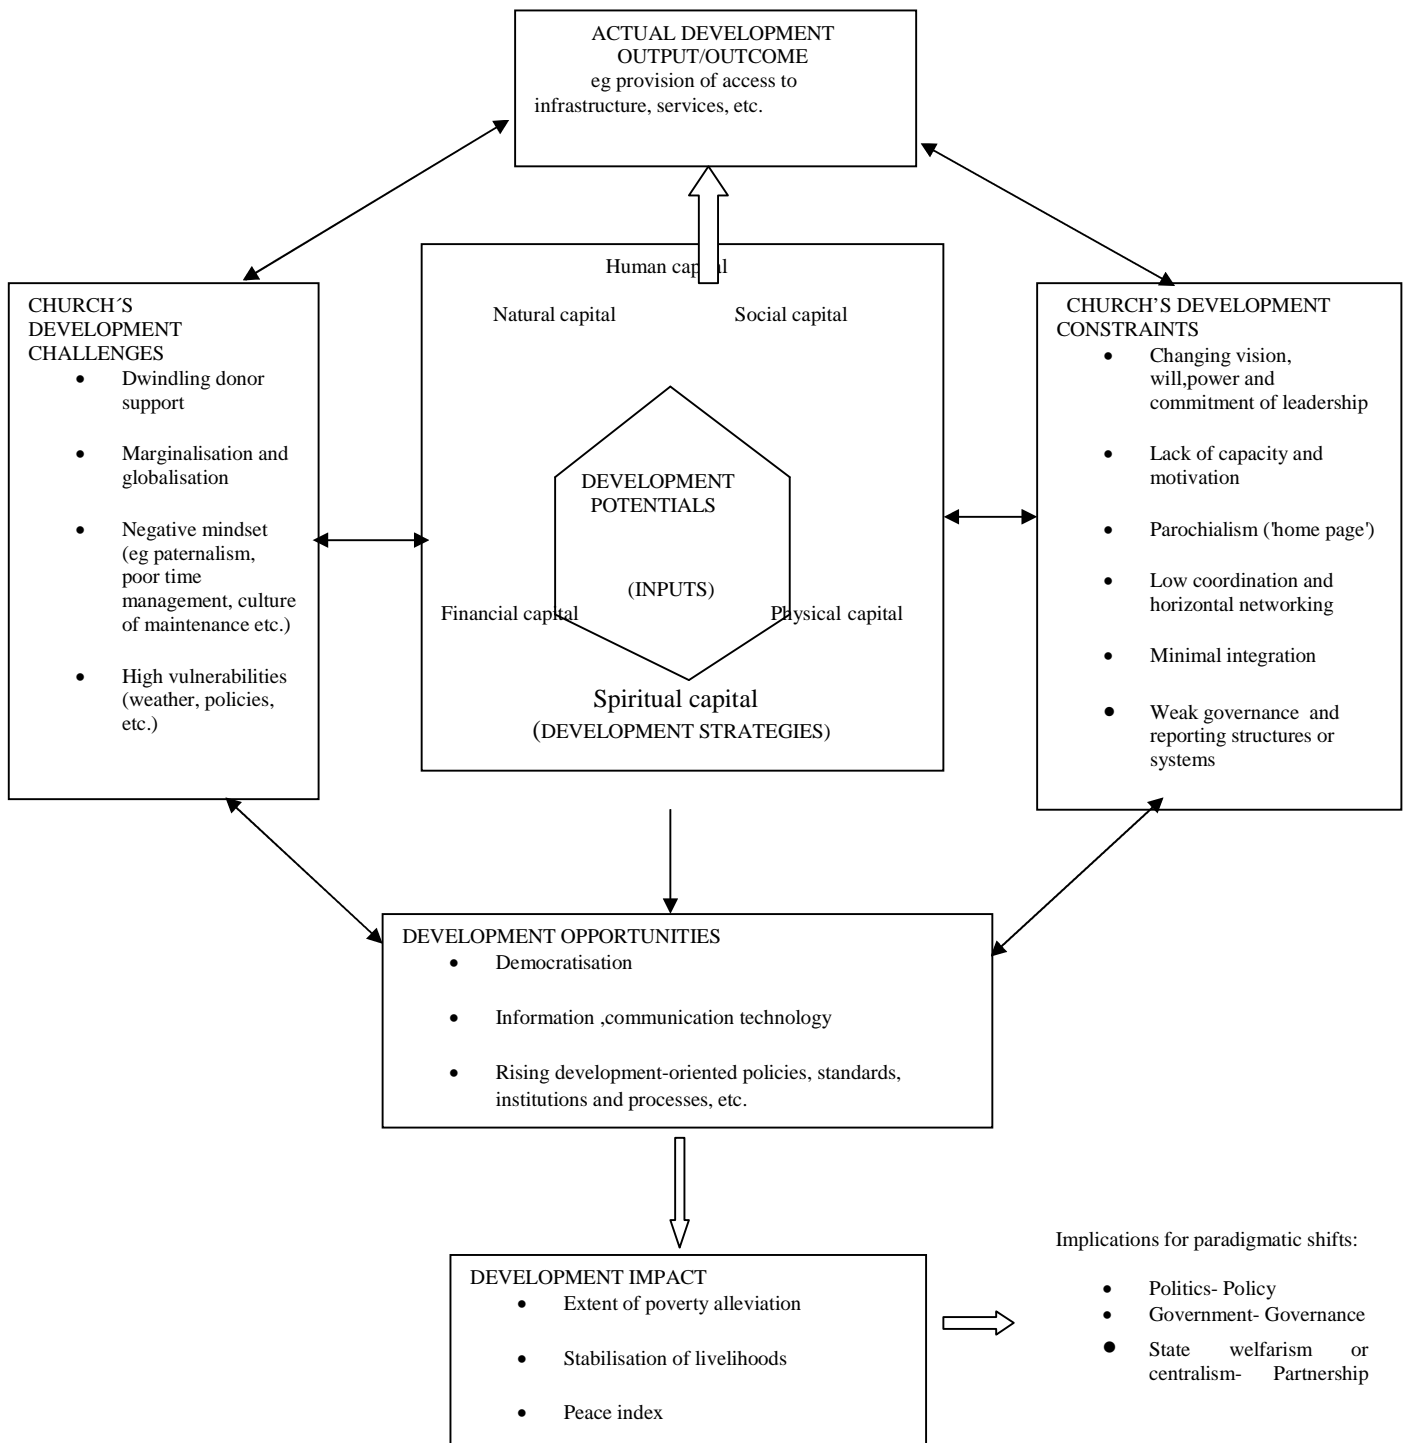 ACTUAL DEVELOPMENT
OUTPUT/OUTCOME
eg provision of access to
infrastructure, services, etc.
CHURCH´S
DEVELOPMENT
CHALLENGES
• Dwindling donor
support
• Marginalisation and
globalisation
• Negative mindset
(eg paternalism,
poor time
management, culture
of maintenance etc.)
• High vulnerabilities
(weather, policies,
etc.)
Human capital
Natural capital
Social capital
DEVELOPMENT
POTENTIALS
(INPUTS)
Financial capital
Physical capital
Spiritual capital
(DEVELOPMENT STRATEGIES)
CHURCH’S DEVELOPMENT
CONSTRAINTS
• Changing vision,
will,power and
commitment of leadership
• Lack of capacity and
motivation
• Parochialism ('home page')
• Low coordination and
horizontal networking
• Minimal integration
• Weak governance and
reporting structures or
systems
DEVELOPMENT OPPORTUNITIES
• Democratisation
• Information ,communication technology
• Rising development-oriented policies, standards,
institutions and processes, etc.
DEVELOPMENT IMPACT
• Extent of poverty alleviation
• Stabilisation of livelihoods
• Peace index
Implications for paradigmatic shifts:
• Politics- Policy
• Government- Governance
• State welfarism or
centralism- Partnership